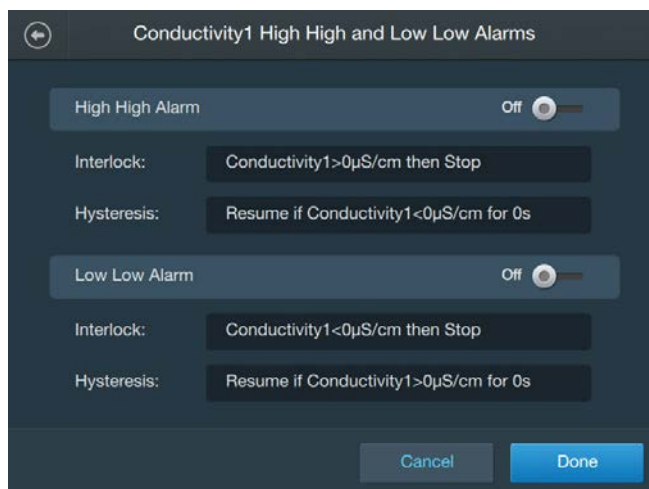 Conductivity1 High High and Low Low Alarms
High High Alarm Off
Interlock: Conductivity1>0µS/cm then Stop
Hysteresis: Resume if Conductivity1<0µS/cm for 0s
Low Low Alarm Off
Interlock: Conductivity1<0µS/cm then Stop
Hysteresis: Resume if Conductivity1>0µS/cm for 0s
Cancel Done